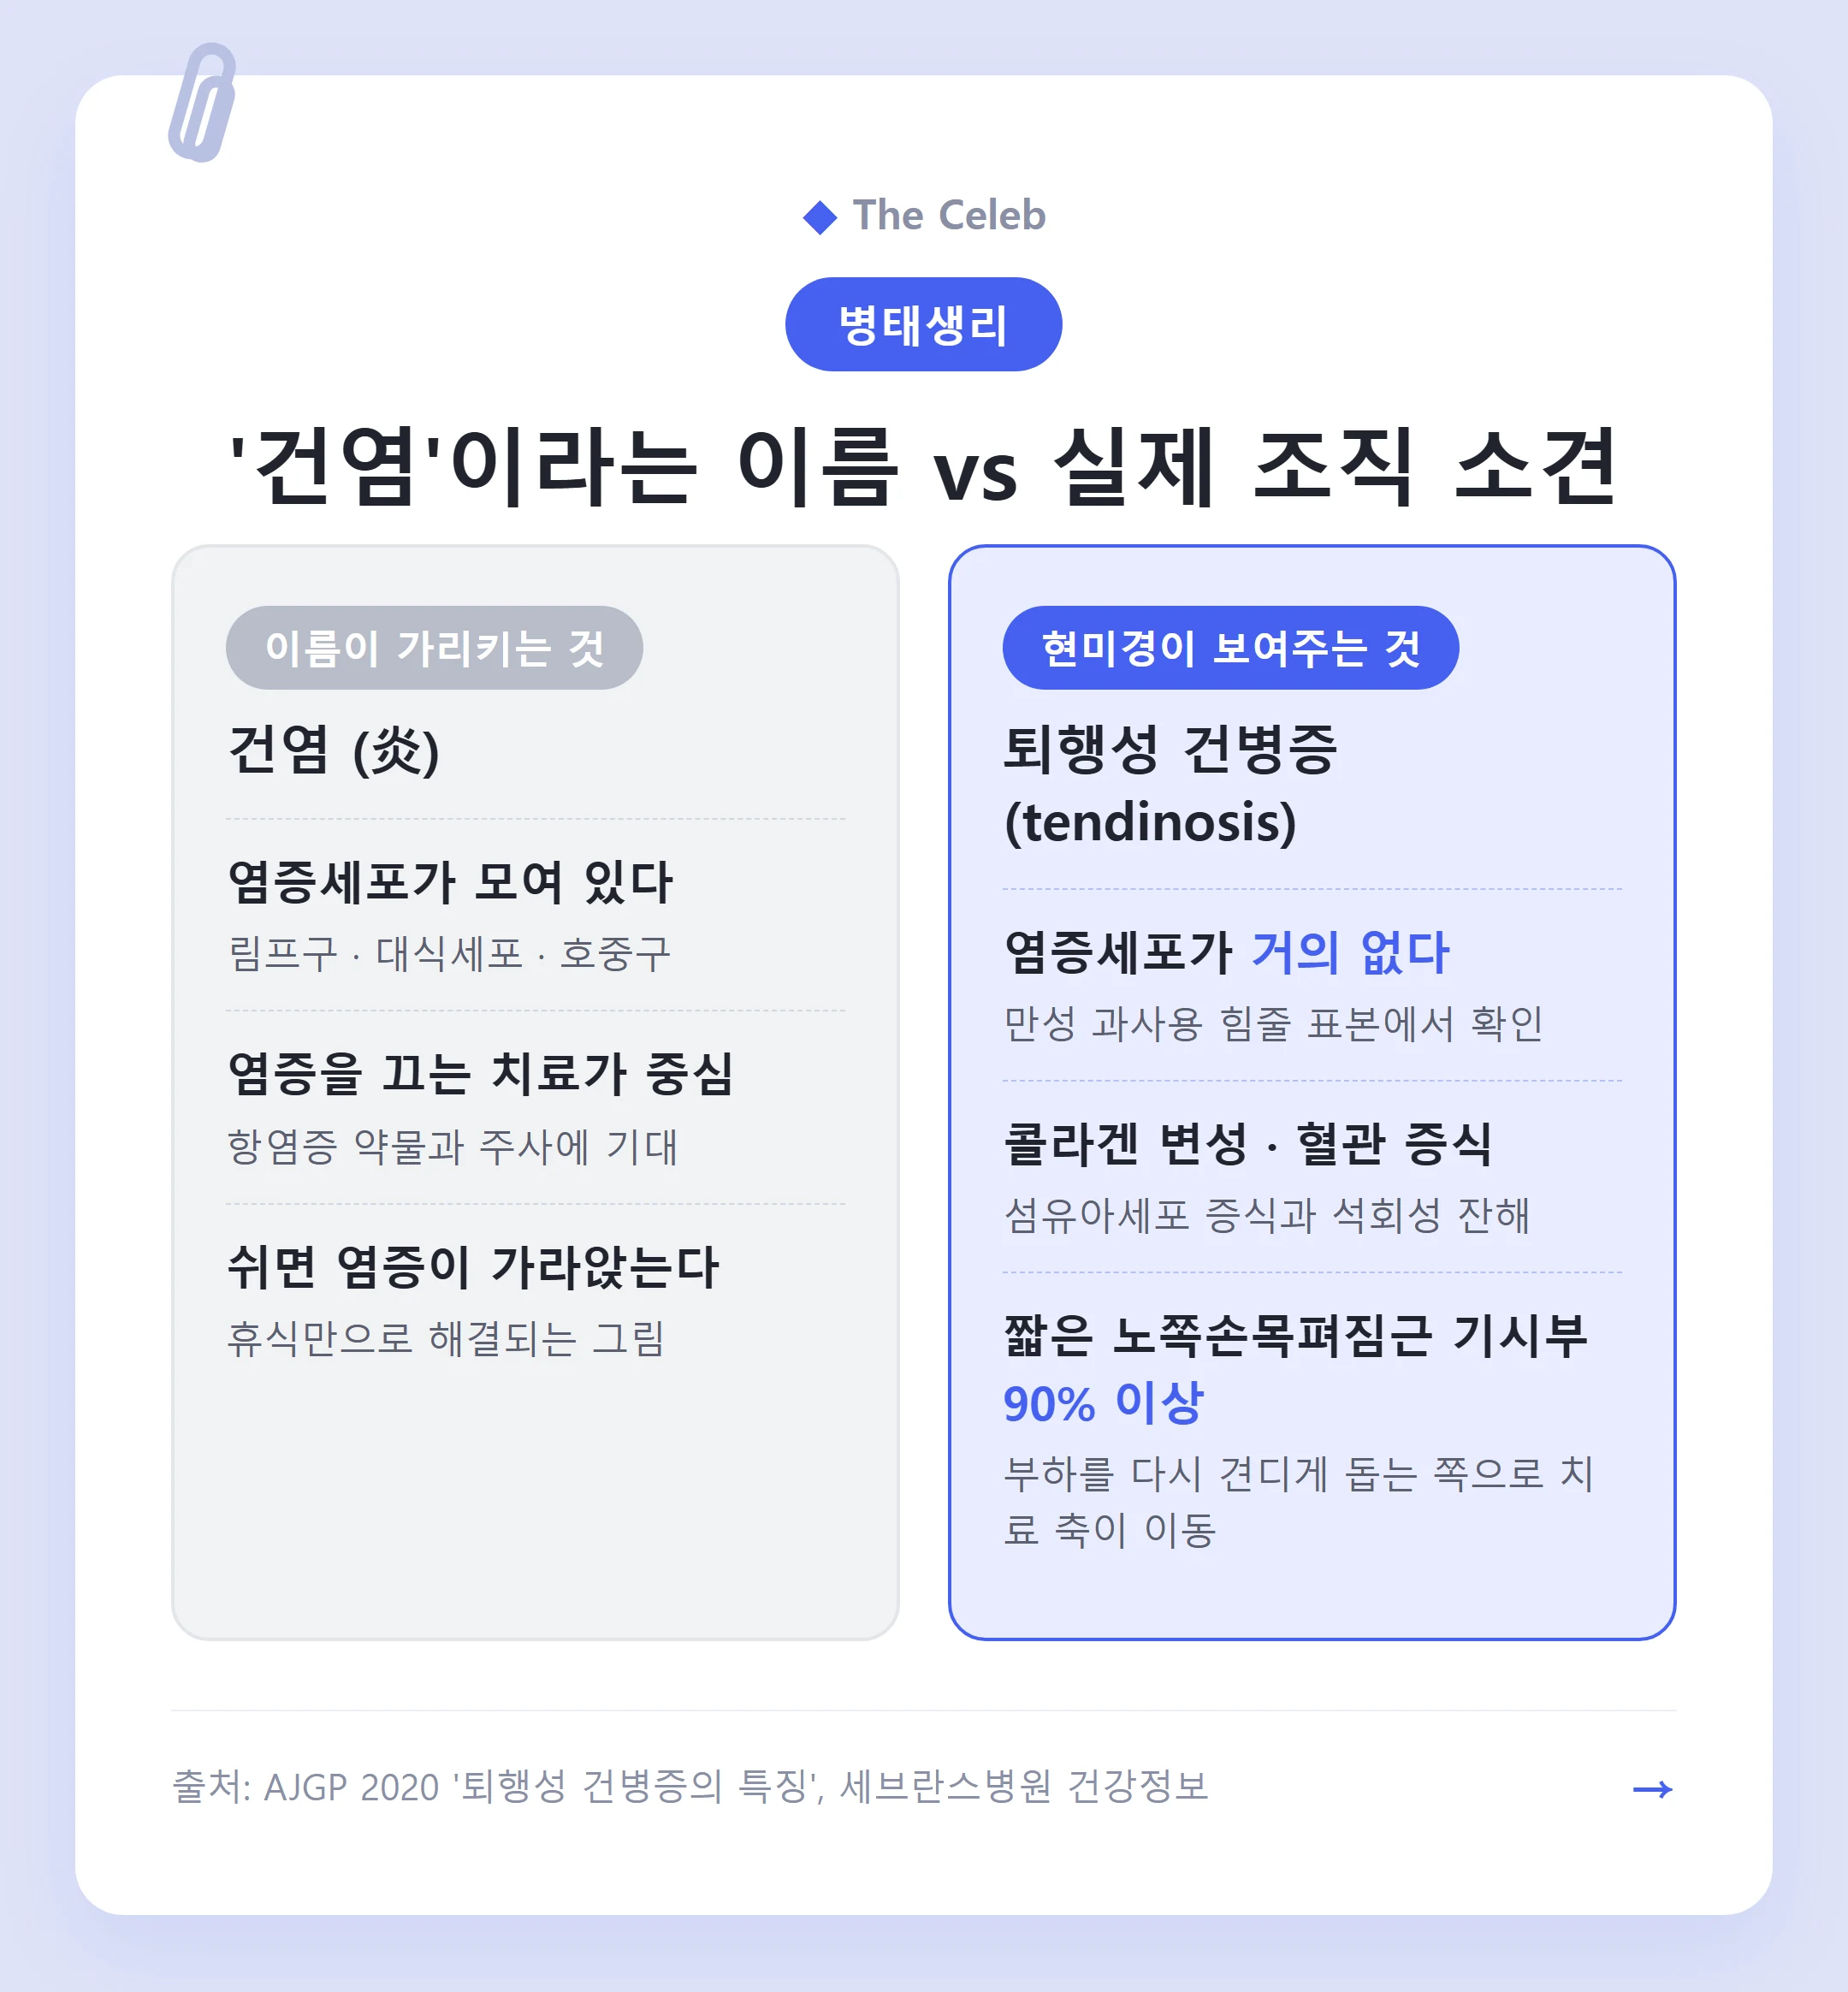 The Celeb
병태생리
'건염'이라는 이름 vs 실제 조직 소견
이름이 가리키는 것
건염 (炎)
염증세포가 모여 있다
림프구 · 대식세포 · 호중구
염증을 끄는 치료가 중심
항염증 약물과 주사에 기대
쉬면 염증이 가라앉는다
휴식만으로 해결되는 그림
현미경이 보여주는 것
퇴행성 건병증
(tendinosis)
염증세포가 거의 없다
만성 과사용 힘줄 표본에서 확인
콜라겐 변성 · 혈관 증식
섬유아세포 증식과 석회성 잔해
짧은 노쪽손목폄짐근 기시부
90% 이상
부하를 다시 견디게 돕는 쪽으로 치
료 축이 이동
출처: AJGP 2020 '퇴행성 건병증의 특징', 세브란스병원 건강정보
→